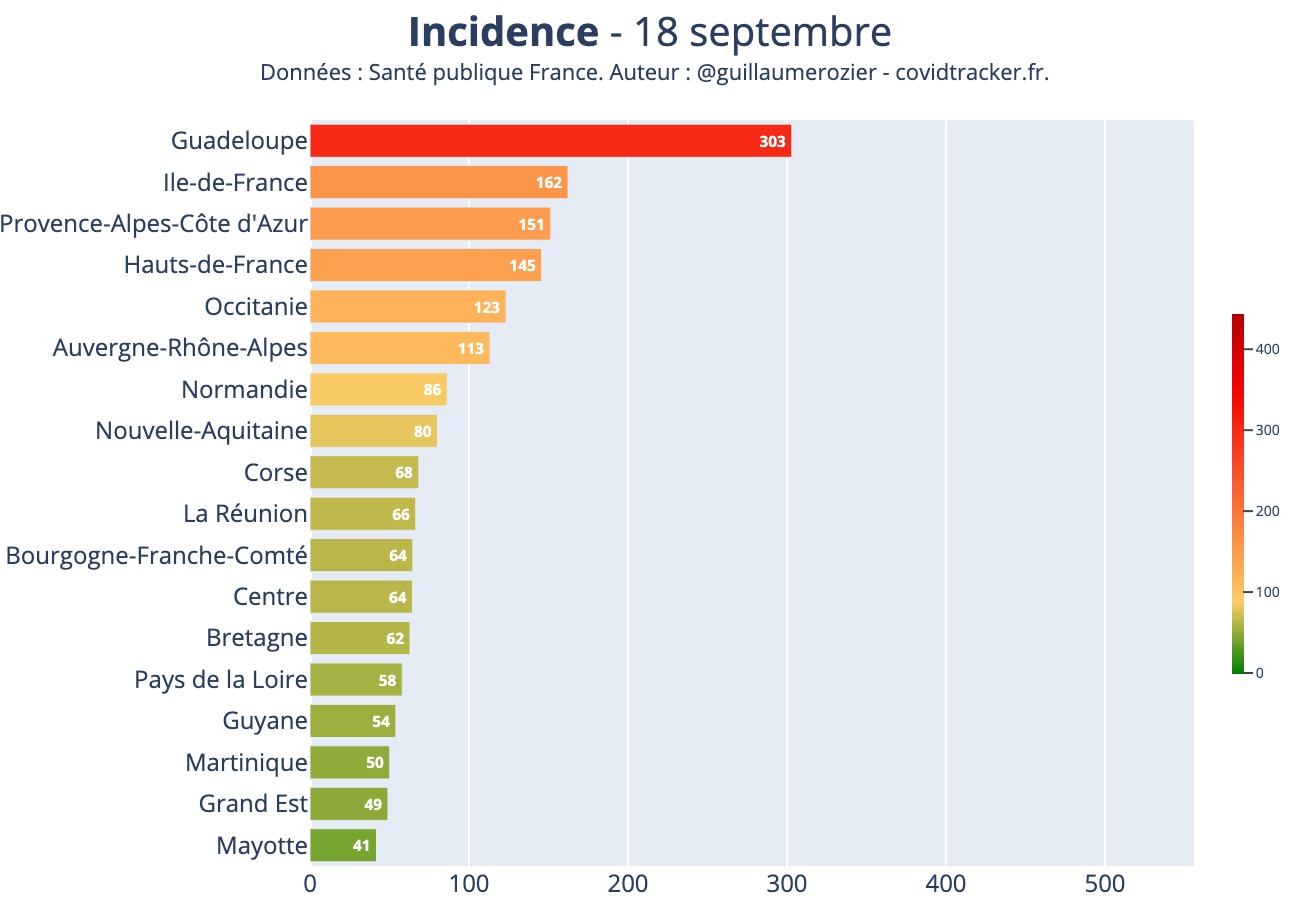 Incidence - 18 septembre
Données : Santé publique France. Auteur : @guillaumerozier - covidtracker.fr.
Guadeloupe 303
Ile-de-France 162
Provence-Alpes-Côte d'Azur 151
Hauts-de-France 145
Occitanie 123
Auvergne-Rhône-Alpes 113
Normandie 86
Nouvelle-Aquitaine 80
Corse 68
La Réunion 66
Bourgogne-Franche-Comté 64
Centre 64
Bretagne 62
Pays de la Loire 58
Guyane 54
Martinique 50
Grand Est 49
Mayotte 41
0 100 200 300 400 500
400
300
200
100
0